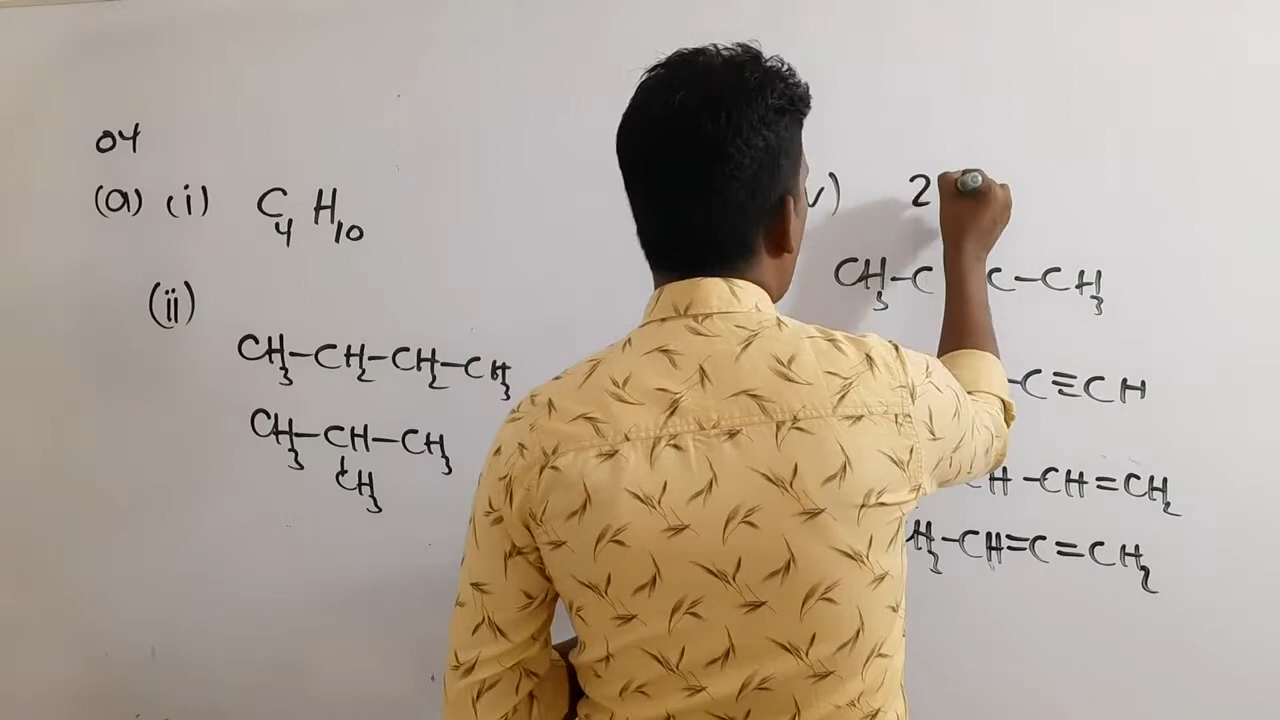 04
(a) (i) C₄H₁₀
(ii)
CH₃-CH₂-CH₂-CH₃
CH₃-CH-CH₃
CH₃
v) 2
CH₃-C C-CH₃
-C≡CH
H-CH=CH₂
H₃-CH=C=CH₂